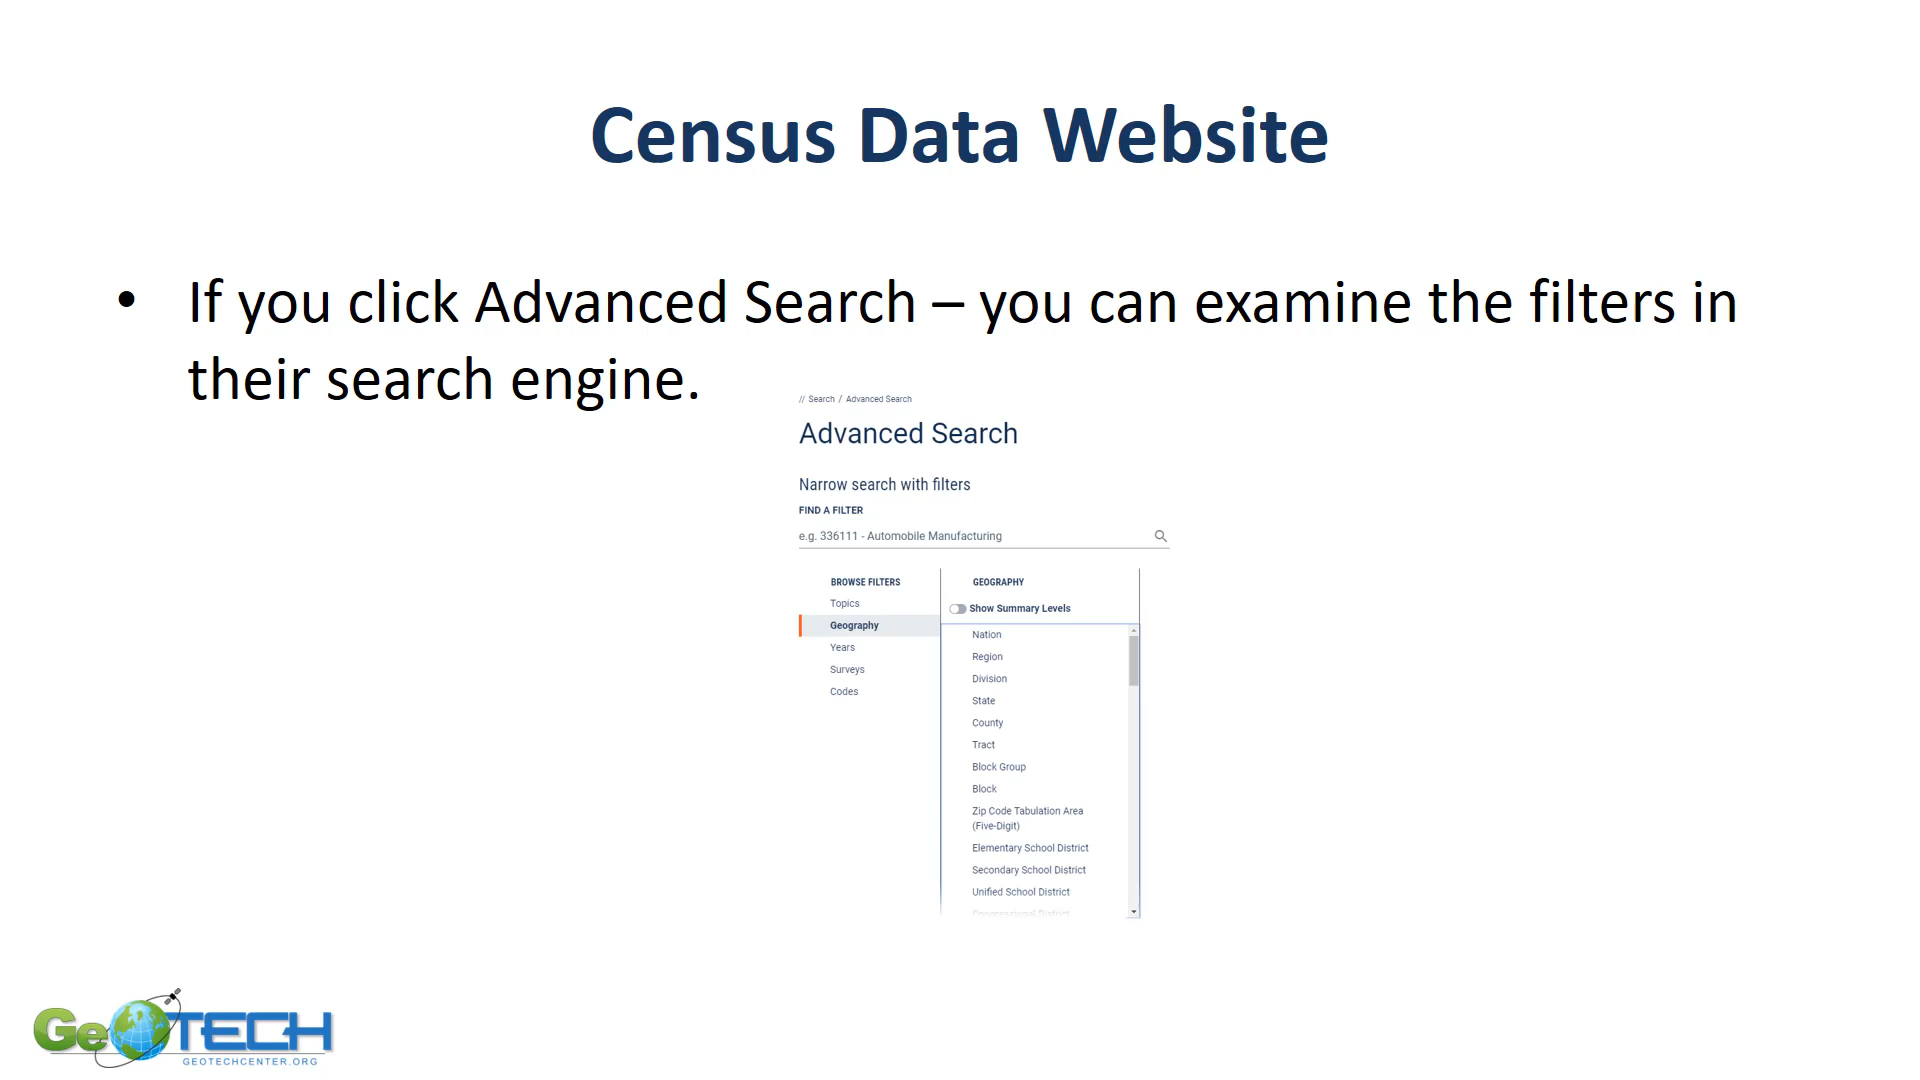 Census Data Website
• If you click Advanced Search – you can examine the filters in
their search engine.
// Search / Advanced Search
Advanced Search
Narrow search with filters
FIND A FILTER
e.g. 336111 - Automobile Manufacturing
BROWSE FILTERS
Topics
Geography
Years
Surveys
Codes
GEOGRAPHY
Show Summary Levels
Nation
Region
Division
State
County
Tract
Block Group
Block
Zip Code Tabulation Area
(Five-Digit)
Elementary School District
Secondary School District
Unified School District
Congressional District
GeoTECH
GEOTECHCENTER.ORG